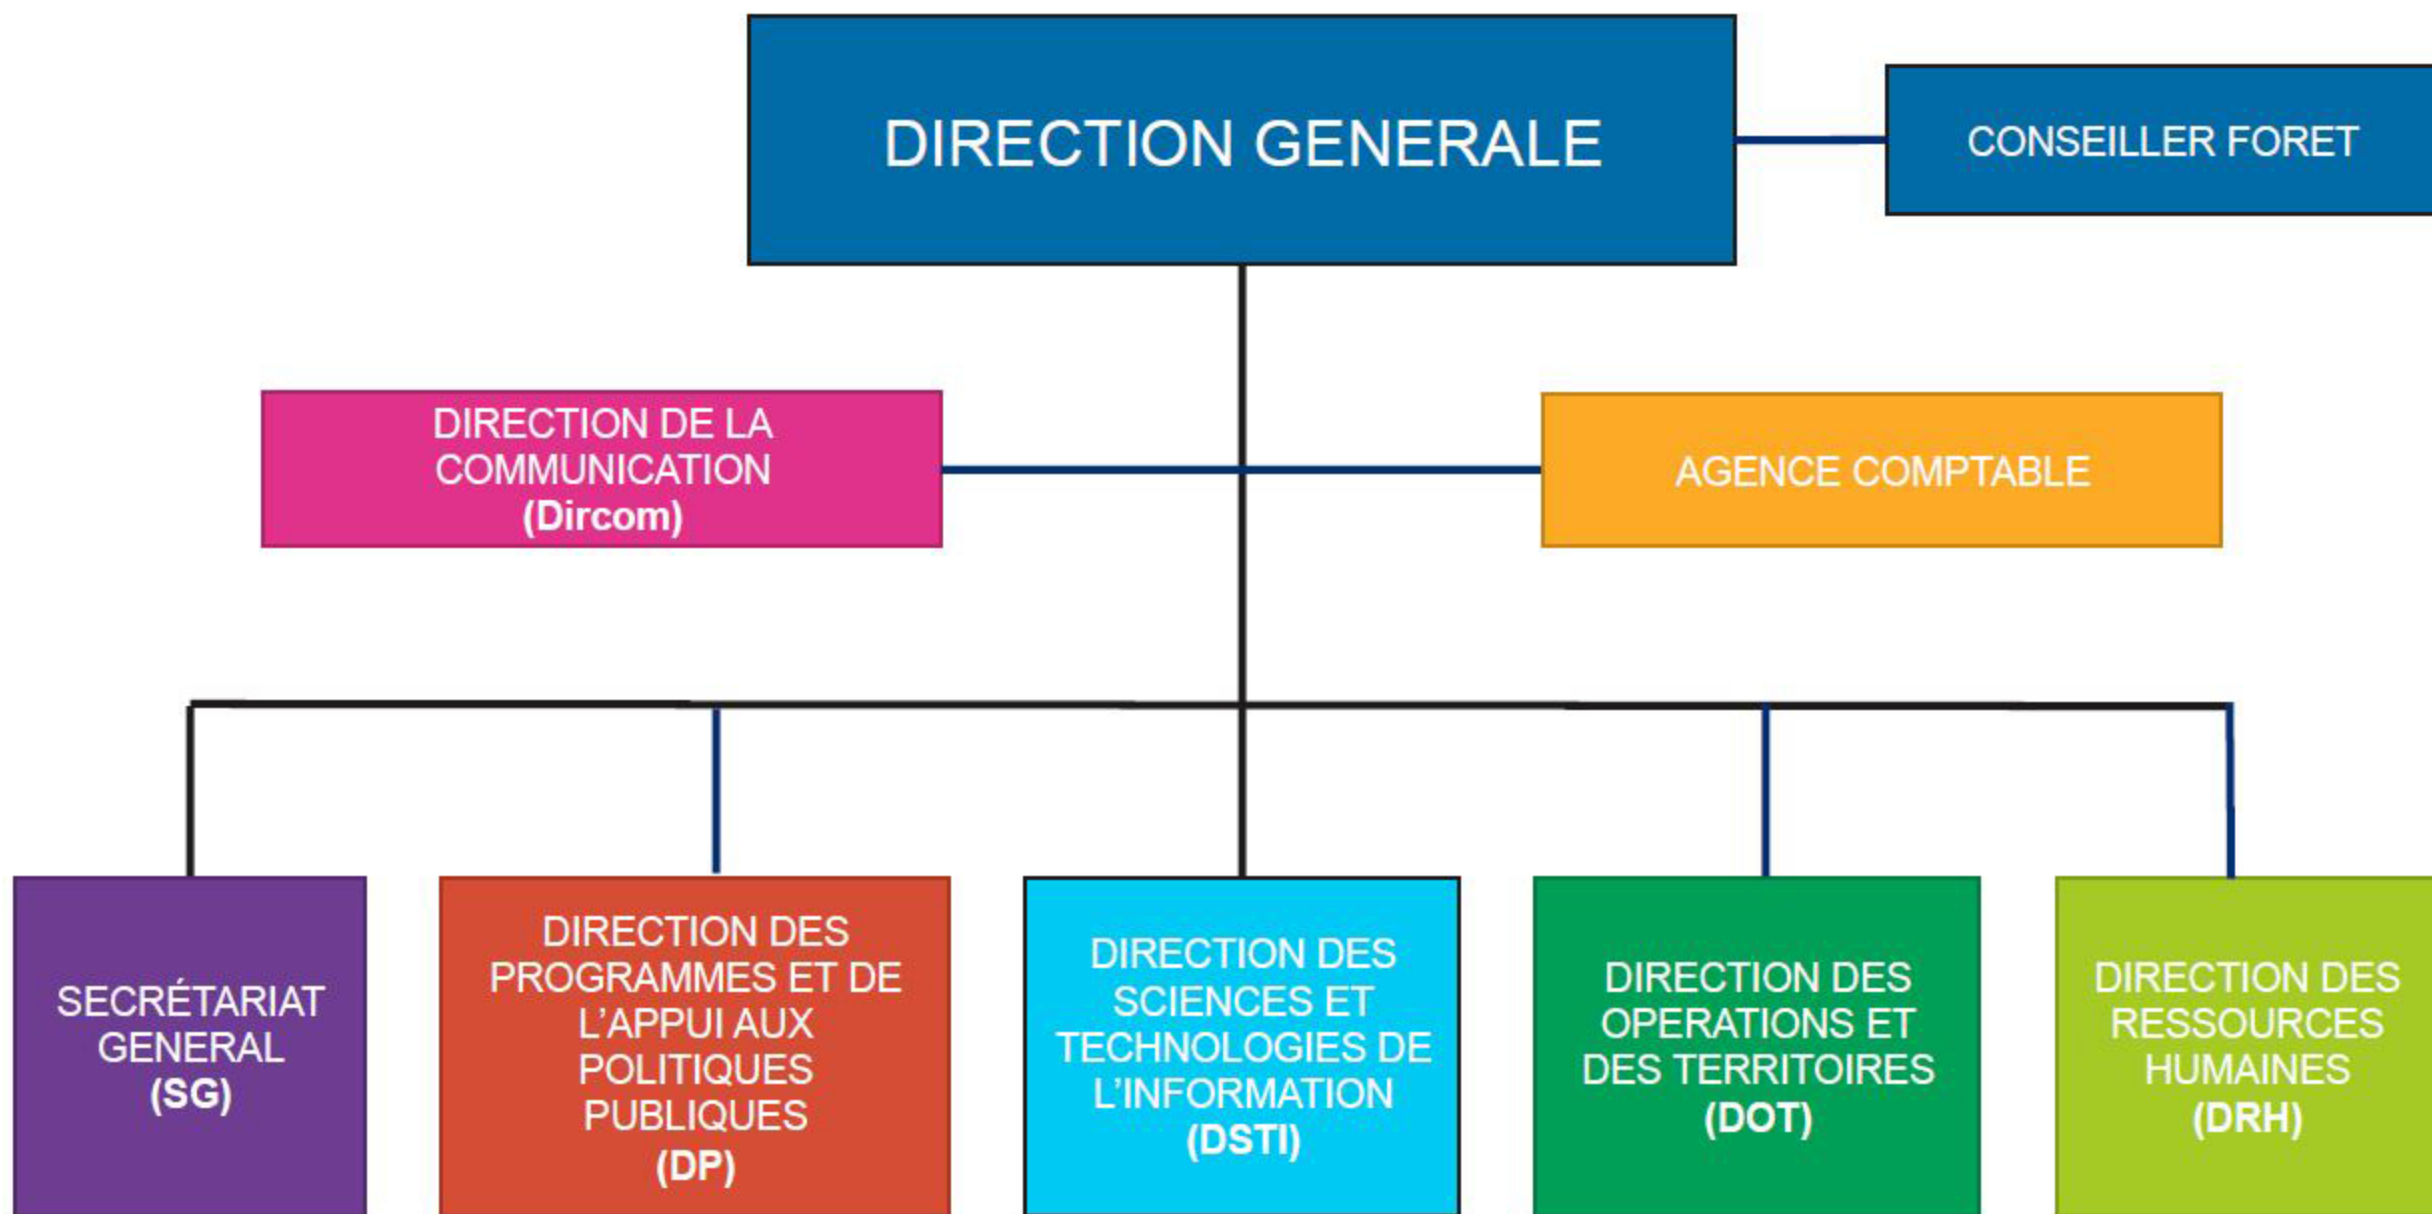 DIRECTION GENERALE
CONSEILLER FORET
DIRECTION DE LA
COMMUNICATION
(Dircom)
AGENCE COMPTABLE
SECRÉTARIAT
GENERAL
(SG)
DIRECTION DES
PROGRAMMES ET DE
L’APPUI AUX
POLITIQUES
PUBLIQUES
(DP)
DIRECTION DES
SCIENCES ET
TECHNOLOGIES DE
L’INFORMATION
(DSTI)
DIRECTION DES
OPERATIONS ET
DES TERRITOIRES
(DOT)
DIRECTION DES
RESSOURCES
HUMAINES
(DRH)